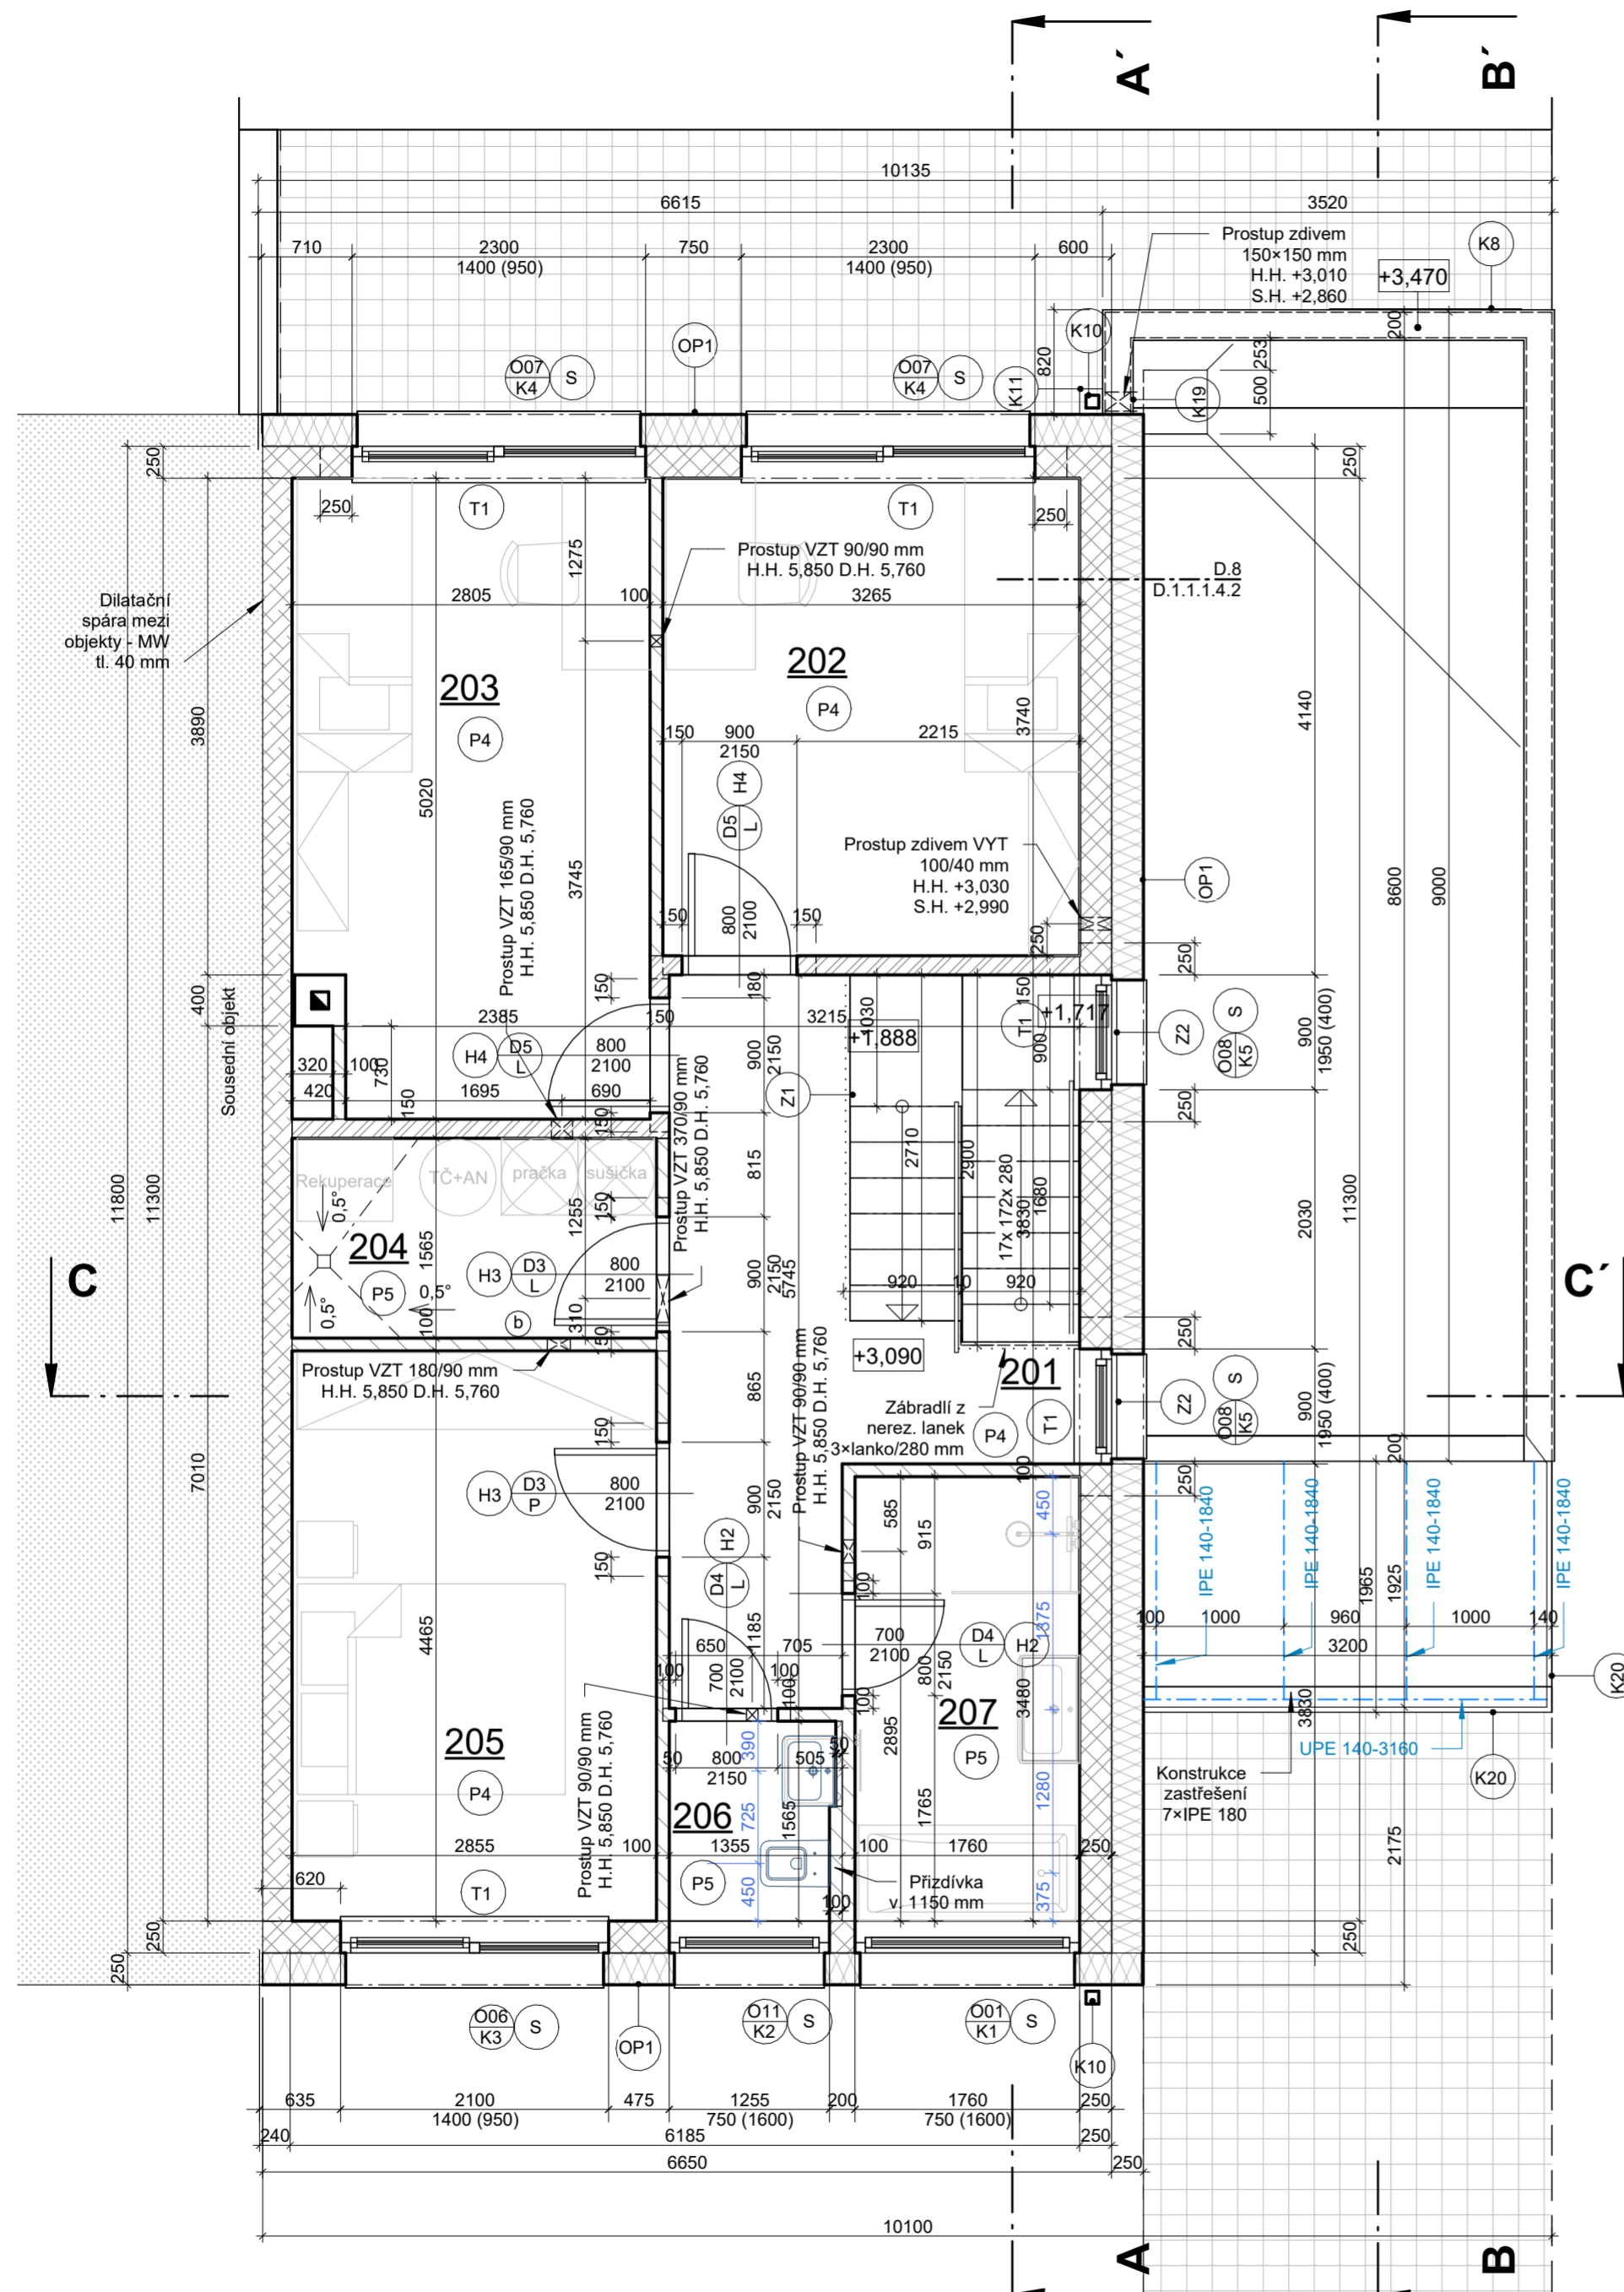 A´
B´
10135
6615
3520
710
2300
1400 (950)
750
2300
1400 (950)
600
Prostup zdivem
150×150 mm
H.H. +3,010
S.H. +2,860
K8
+3,470
200
K10
OP1
820
O07
K4
S
O07
K4
S
K11
K19
253
500
250
250
250
T1
1275
T1
250
Prostup VZT 90/90 mm
H.H. 5,850 D.H. 5,760
D.8
D.1.1.1.4.2
Dilatační
spára mezi
objekty - MW
tl. 40 mm
2805
100
3265
203
P4
202
P4
3890
3740
4140
150
900
2150
2215
5020
H4
D5
L
Prostup VZT 165/90 mm
H.H. 5,850 D.H. 5,760
3745
Prostup zdivem VYT
100/40 mm
H.H. +3,030
S.H. +2,990
OP1
8600
9000
150
800
2100
150
250
250
400
Sousední objekt
150
180
2385
150
3215
1030
+1,888
150
T1
+1,717
900
Z2
O08
K5
S
900
1950 (400)
H4
D5
L
800
2100
900
2150
320
100
420
730
150
1695
690
150
Z1
250
Prostup VZT 370/90 mm
H.H. 5,850 D.H. 5,760
2710
2900
17x 172x 280
3830
1680
Rekuperace
TČ+AN
pračka
sušička
815
11800
11300
0,5°
1255
150
2030
11300
204
1565
P5
0,5°
0,5°
H3
D3
L
800
2100
900
2150
5745
920
10
920
C
C´
100
b
310
150
250
Prostup VZT 180/90 mm
H.H. 5,850 D.H. 5,760
+3,090
201
865
Prostup VZT 90/90 mm
H.H. 5,850 D.H. 5,760
Zábradlí z
nerez. lanek
3×lanko/280 mm
P4
T1
Z2
O08
K5
S
900
1950 (400)
200
7010
150
100
250
H3
D3
P
800
2100
900
2150
585
915
450
IPE 140-1840
IPE 140-1840
IPE 140-1840
IPE 140-1840
H2
D4
L
150
100
1965
1925
4465
650
1185
705
700
2100
D4
L
H2
800
2150
1375
100
1000
960
1000
140
3200
K20
100
700
2100
100
100
100
3480
3830
205
P4
Prostup VZT 90/90 mm
H.H. 5,850 D.H. 5,760
50
800
2150
390
505
50
2895
207
P5
UPE 140-3160
Konstrukce
zastřešení
7×IPE 180
K20
206
725
1565
1765
1280
2855
100
1355
100
1760
250
2175
620
T1
P5
450
Přizdívka
v. 1150 mm
100
375
250
250
250
O06
K3
S
OP1
O11
K2
S
O01
K1
S
K10
635
2100
1400 (950)
475
1255
750 (1600)
200
1760
750 (1600)
250
240
6185
250
6650
250
10100
A
B